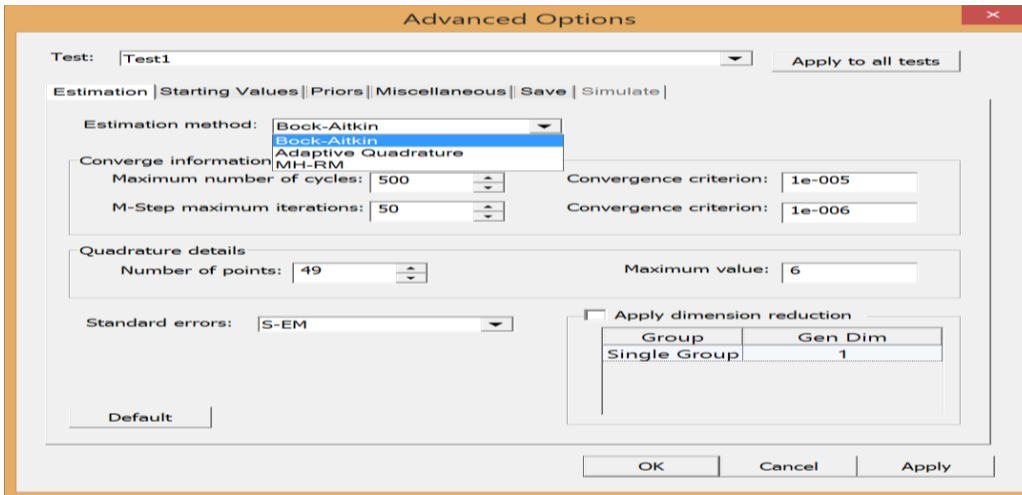 Advanced Options
Test: Test1 Apply to all tests
Estimation Starting Values Priors Miscellaneous Save Simulate
Estimation method: Bock-Aitkin
Bock-Aitkin
Adaptive Quadrature
MH-RM
Converge information
Maximum number of cycles: 500 Convergence criterion: 1e-005
M-Step maximum iterations: 50 Convergence criterion: 1e-006
Quadrature details
Number of points: 49 Maximum value: 6
Standard errors: S-EM Apply dimension reduction
Group Gen Dim
Single Group 1
Default
OK Cancel Apply